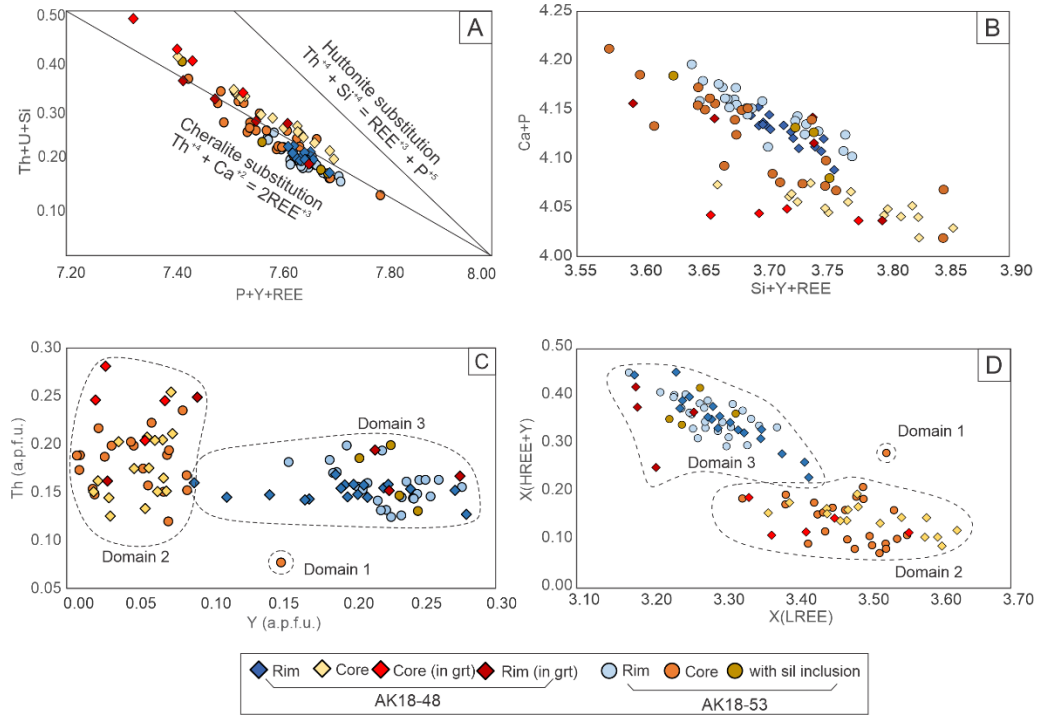 A
Th+U+Si
0.50
0.40
0.30
0.20
0.10
Huttonite substitution
Th+4 + Si+4 = REE+3 + P+5
Cheralite substitution
Th+4 + Ca+2 = 2REE+3
7.20 7.40 7.60 7.80 8.00
P+Y+REE
B
Ca+P
4.25
4.20
4.15
4.10
4.05
4.00
3.55 3.60 3.65 3.70 3.75 3.80 3.85 3.90
Si+Y+REE
C
Th (a.p.f.u.)
0.30
0.25
0.20
0.15
0.10
0.05
Domain 3
Domain 2
Domain 1
0.00 0.05 0.10 0.15 0.20 0.25 0.30
Y (a.p.f.u.)
D
X(HREE+Y)
0.50
0.40
0.30
0.20
0.10
0.00
Domain 1
Domain 3
Domain 2
3.10 3.20 3.30 3.40 3.50 3.60 3.70
X(LREE)
Rim Core Core (in grt) Rim (in grt) Rim Core with sil inclusion
AK18-48 AK18-53